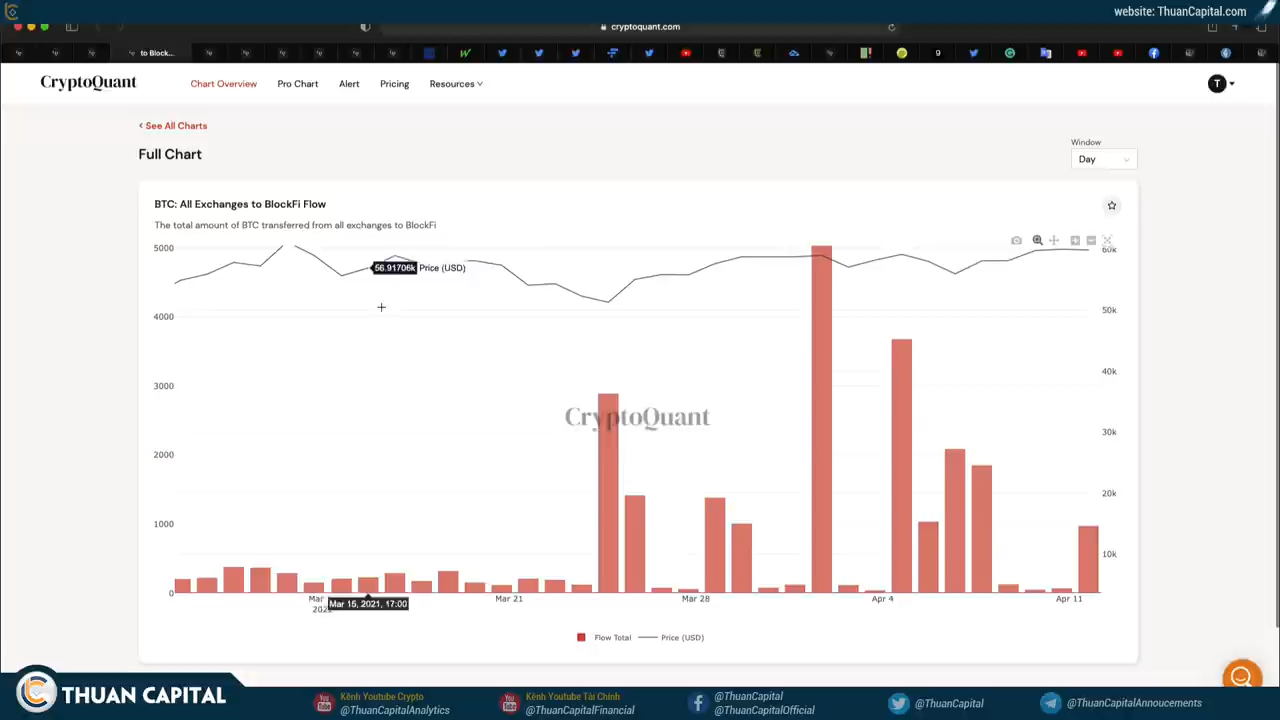 website: ThuanCapital.com
cryptoquant.com
to Block...
CryptoQuant
Chart Overview
Pro Chart
Alert
Pricing
Resources
T
< See All Charts
Full Chart
Window
Day
BTC: All Exchanges to BlockFi Flow
The total amount of BTC transferred from all exchanges to BlockFi
5000
4000
3000
2000
1000
0
60k
50k
40k
30k
20k
10k
56.91706k Price (USD)
CryptoQuant
Mar
Mar 15, 2021, 17:00
Mar 21
Mar 28
Apr 4
Apr 11
Flow Total
Price (USD)
THUAN CAPITAL
Kênh Youtube Crypto
@ThuanCapitalAnalytics
Kênh Youtube Tài Chính
@ThuanCapitalFinancial
@ThuanCapital
@ThuanCapitalOfficial
@ThuanCapital
@ThuanCapitalAnnoucements